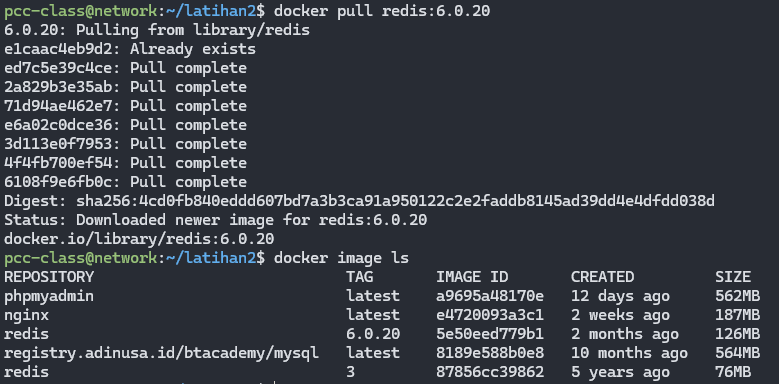 pcc-class@network:~/latihan2$ docker pull redis:6.0.20
6.0.20: Pulling from library/redis
e1caac4eb9d2: Already exists
ed7c5e39c4ce: Pull complete
2a829b3e35ab: Pull complete
71d94ae462e7: Pull complete
e6a02c0dce36: Pull complete
3d113e0f7953: Pull complete
4f4fb700ef54: Pull complete
6108f9e6fb0c: Pull complete
Digest: sha256:4cd0fb840eddd607bd7a3b3ca91a950122c2e2faddb8145ad39dd4e4dfdd038d
Status: Downloaded newer image for redis:6.0.20
docker.io/library/redis:6.0.20
pcc-class@network:~/latihan2$ docker image ls
REPOSITORY TAG IMAGE ID CREATED SIZE
phpmyadmin latest a9695a48170e 12 days ago 562MB
nginx latest e4720093a3c1 2 weeks ago 187MB
redis 6.0.20 5e50eed779b1 2 months ago 126MB
registry.adinusa.id/btacademy/mysql latest 8189e588b0e8 10 months ago 564MB
redis 3 87856cc39862 5 years ago 76MB